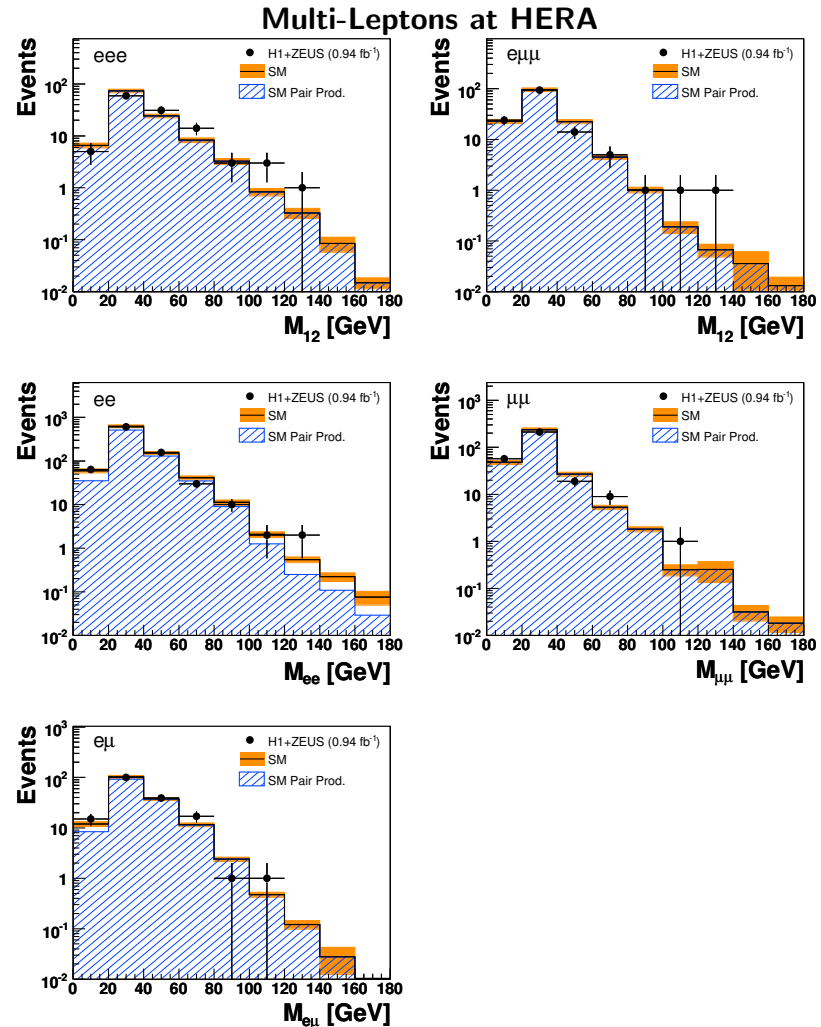 Multi-Leptons at HERA
eee
H1+ZEUS (0.94 fb⁻¹)
SM
SM Pair Prod.
Events
10²
10
1
10⁻¹
10⁻²
0 20 40 60 80 100 120 140 160 180
M₁₂ [GeV]
eμμ
H1+ZEUS (0.94 fb⁻¹)
SM
SM Pair Prod.
Events
10²
10
1
10⁻¹
10⁻²
0 20 40 60 80 100 120 140 160 180
M₁₂ [GeV]
ee
H1+ZEUS (0.94 fb⁻¹)
SM
SM Pair Prod.
Events
10³
10²
10
1
10⁻¹
10⁻²
0 20 40 60 80 100 120 140 160 180
Mₑₑ [GeV]
μμ
H1+ZEUS (0.94 fb⁻¹)
SM
SM Pair Prod.
Events
10³
10²
10
1
10⁻¹
10⁻²
0 20 40 60 80 100 120 140 160 180
M_μμ [GeV]
eμ
H1+ZEUS (0.94 fb⁻¹)
SM
SM Pair Prod.
Events
10³
10²
10
1
10⁻¹
10⁻²
0 20 40 60 80 100 120 140 160 180
M_eμ [GeV]